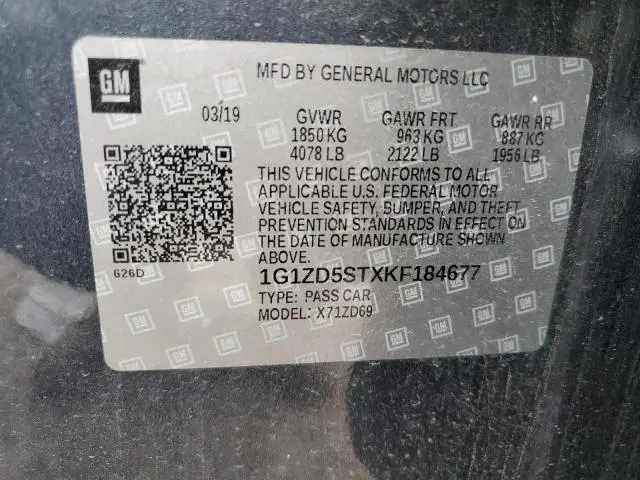 GM
MFD BY GENERAL MOTORS LLC
03/19 GVWR GAWR FRT GAWR RR
1850 KG 963 KG 887 KG
4078 LB 2122 LB 1956 LB
THIS VEHICLE CONFORMS TO ALL
APPLICABLE U.S. FEDERAL MOTOR
VEHICLE SAFETY, BUMPER, AND THEFT
PREVENTION STANDARDS IN EFFECT ON
THE DATE OF MANUFACTURE SHOWN
ABOVE.
G26D
1G1ZD5STXKF184677
TYPE: PASS CAR
MODEL: X71ZD69